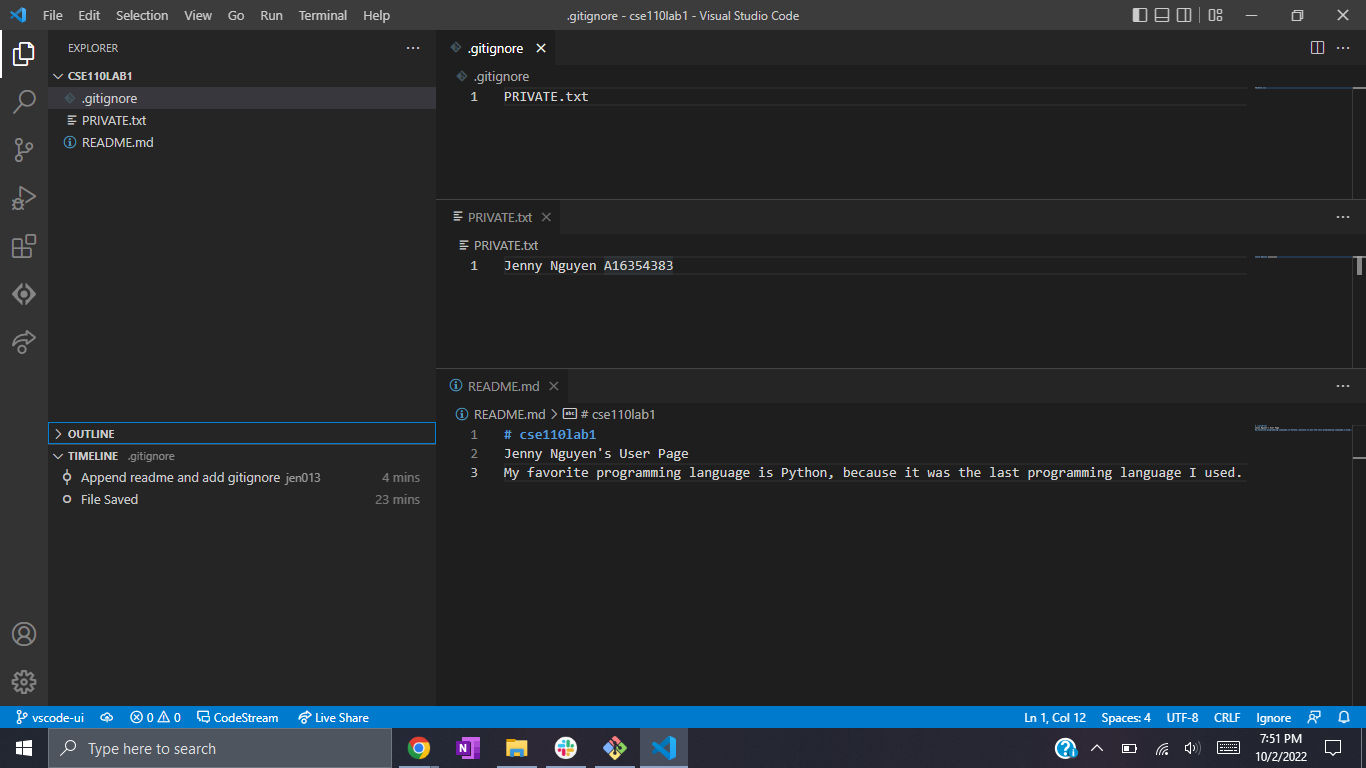 File Edit Selection View Go Run Terminal Help .gitignore - cse110lab1 - Visual Studio Code
EXPLORER
CSE110LAB1
.gitignore
PRIVATE.txt
README.md
OUTLINE
TIMELINE .gitignore
Append readme and add gitignore jen013 4 mins
File Saved 23 mins
.gitignore
.gitignore
1 PRIVATE.txt
PRIVATE.txt
PRIVATE.txt
1 Jenny Nguyen A16354383
README.md
README.md > # cse110lab1
1 # cse110lab1
2 Jenny Nguyen's User Page
3 My favorite programming language is Python, because it was the last programming language I used.
vscode-ui 0 0 CodeStream Live Share Ln 1, Col 12 Spaces: 4 UTF-8 CRLF Ignore
Type here to search
7:51 PM
10/2/2022